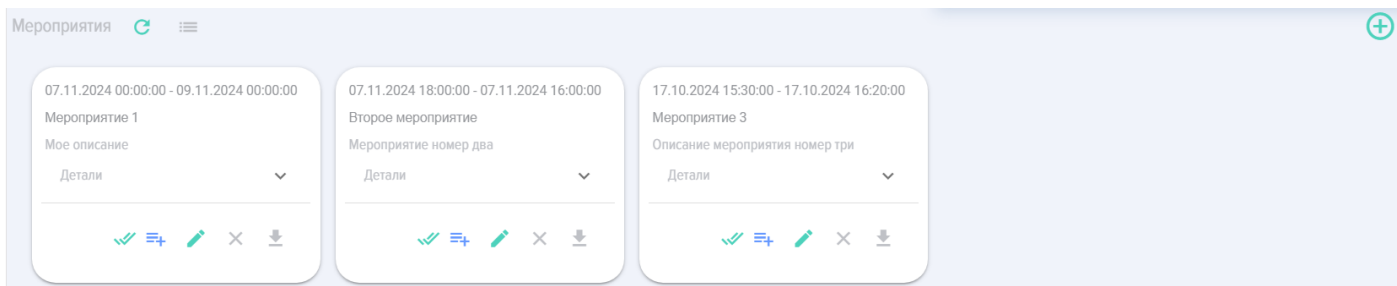 Мероприятия
07.11.2024 00:00:00 - 09.11.2024 00:00:00
Мероприятие 1
Мое описание
Детали
07.11.2024 18:00:00 - 07.11.2024 16:00:00
Второе мероприятие
Мероприятие номер два
Детали
17.10.2024 15:30:00 - 17.10.2024 16:20:00
Мероприятие 3
Описание мероприятия номер три
Детали